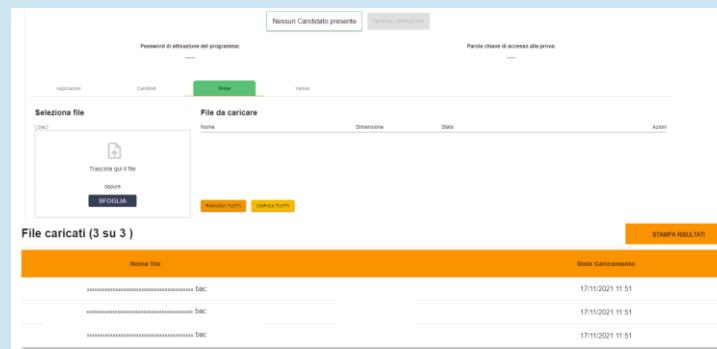 Nessun Candidato presente TERMINA OPERAZIONI
Password di attivazione del programma: Parola chiave di accesso alla prova:
----- ----
Applicazioni Candidati Prove Verbali
Seleziona file File da caricare
(.bac) Nome Dimensione Stato Azioni
Trascina qui il file
oppure
SFOGLIA RIMUOVI TUTTI CARICA TUTTI
File caricati (3 su 3 ) STAMPA RISULTATI
Nome file Data Caricamento
bac 17/11/2021 11:51
bac 17/11/2021 11:51
bac 17/11/2021 11:51